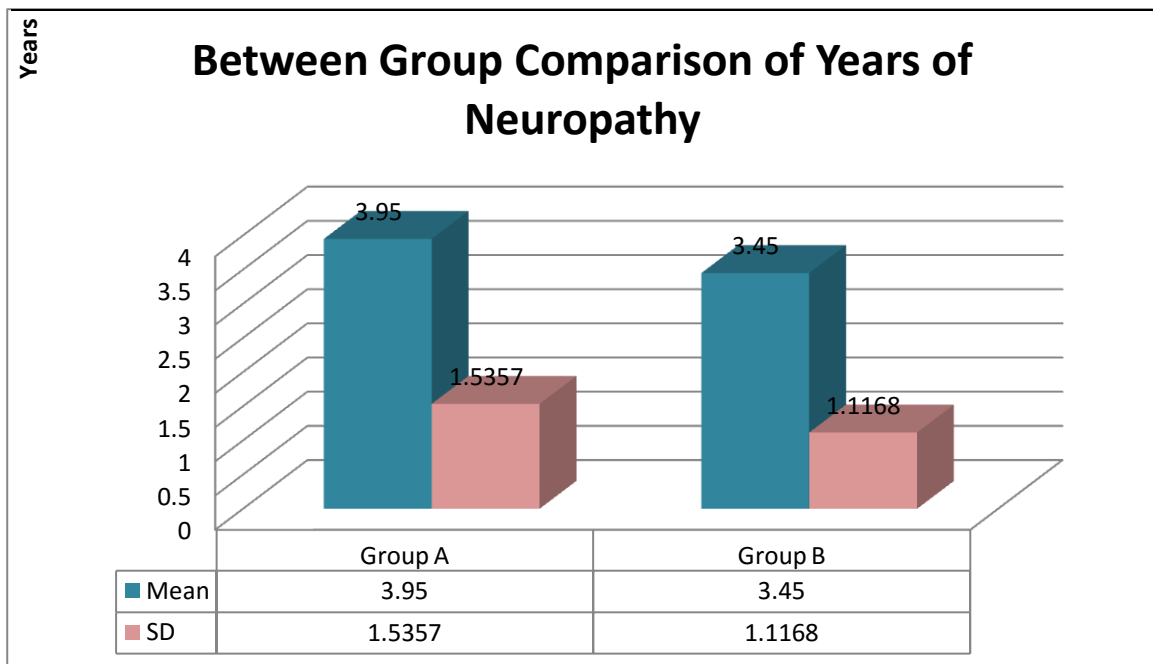 Years
Between Group Comparison of Years of
Neuropathy
4
3.5
3
2.5
2
1.5
1
0.5
0
3.95
1.5357
3.45
1.1168
Group A Group B
Mean 3.95 3.45
SD 1.5357 1.1168